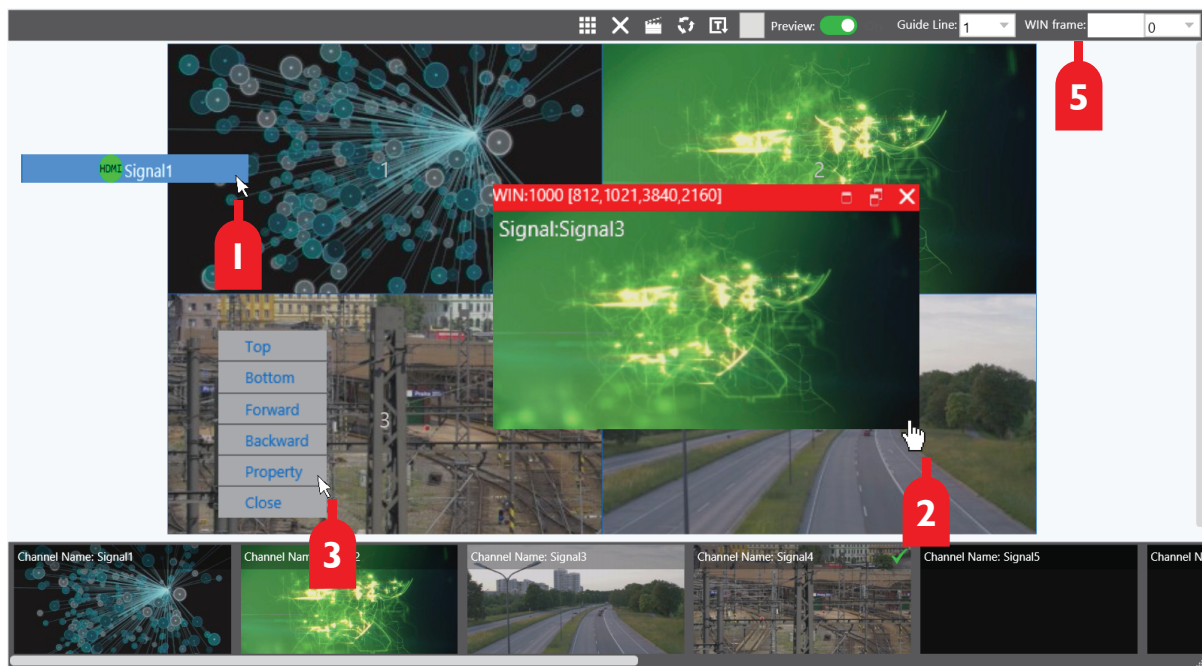 Preview:
Guide Line: 1
WIN frame: 0
5
HDMI Signal1
1
1
2
WIN:1000 [812,1021,3840,2160]
Signal:Signal3
Top
Bottom
Forward
Backward
Property
Close
3
2
3
Channel Name: Signal1
Channel Nam 2
Channel Name: Signal3
Channel Name: Signal4
Channel Name: Signal5
Channel N